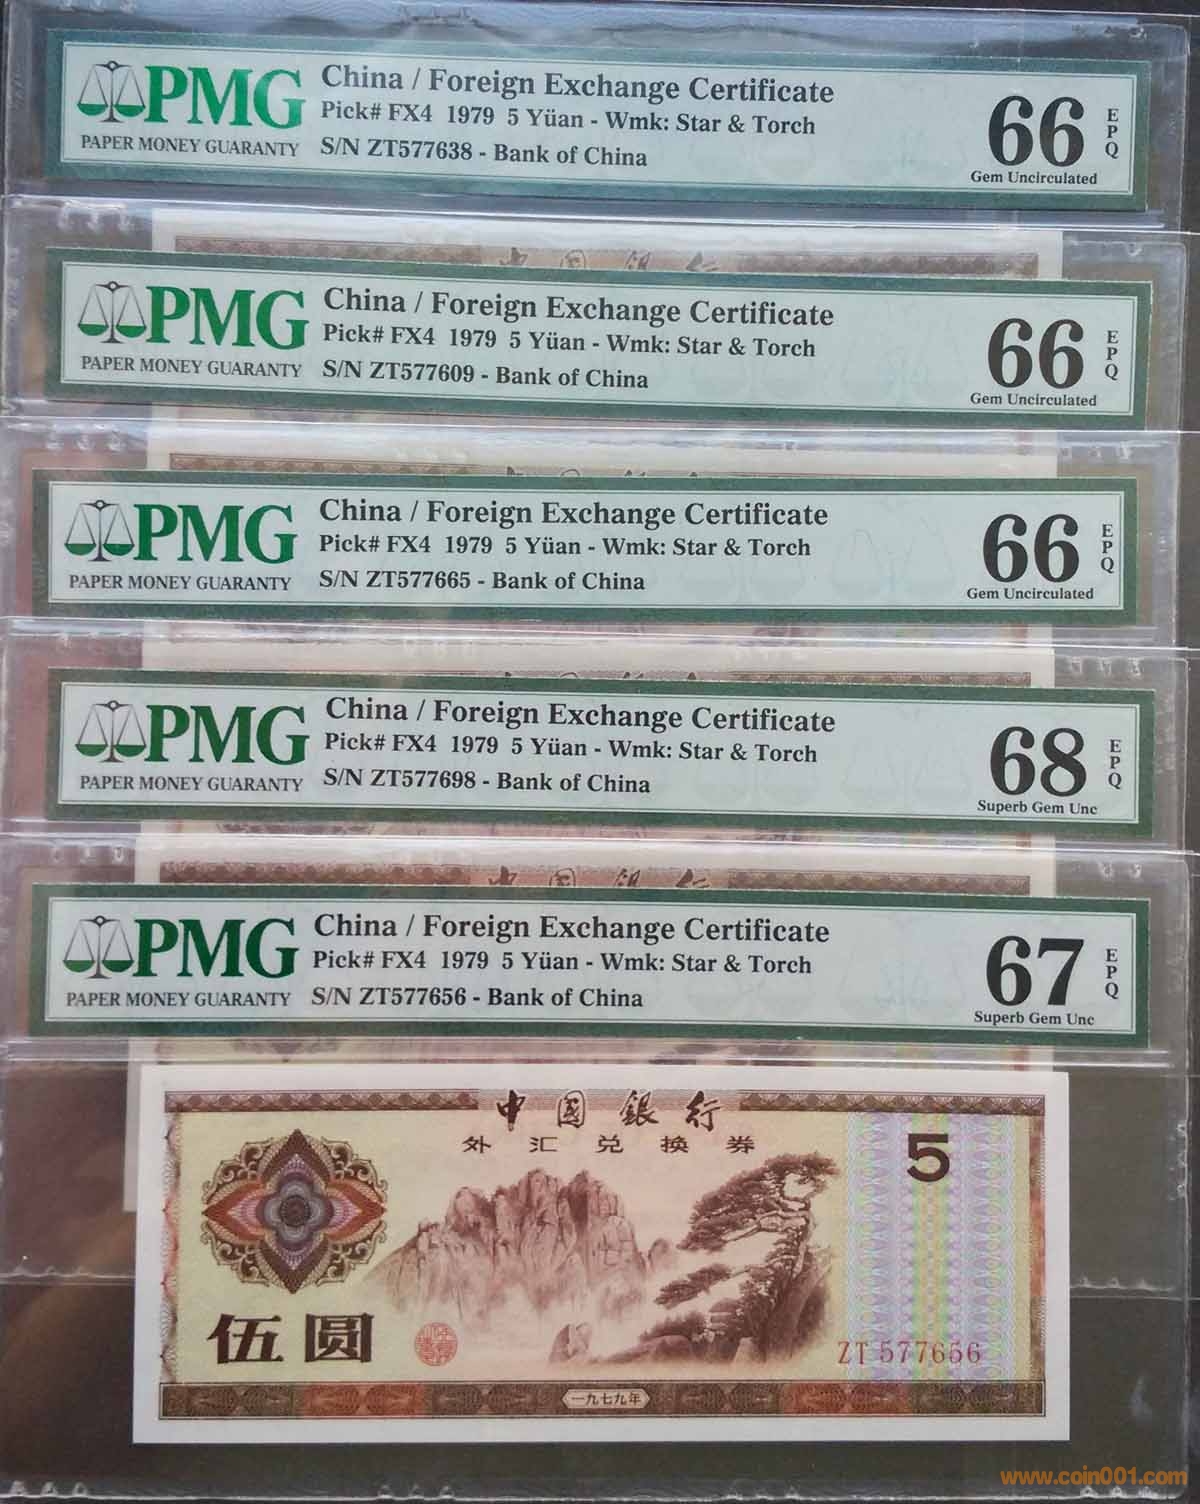 PMG
PAPER MONEY GUARANTY
China / Foreign Exchange Certificate
Pick# FX4 1979 5 Yüan - Wmk: Star & Torch
S/N ZT577638 - Bank of China
66
EPQ
Gem Uncirculated
PMG
PAPER MONEY GUARANTY
China / Foreign Exchange Certificate
Pick# FX4 1979 5 Yüan - Wmk: Star & Torch
S/N ZT577609 - Bank of China
66
EPQ
Gem Uncirculated
PMG
PAPER MONEY GUARANTY
China / Foreign Exchange Certificate
Pick# FX4 1979 5 Yüan - Wmk: Star & Torch
S/N ZT577665 - Bank of China
66
EPQ
Gem Uncirculated
PMG
PAPER MONEY GUARANTY
China / Foreign Exchange Certificate
Pick# FX4 1979 5 Yüan - Wmk: Star & Torch
S/N ZT577698 - Bank of China
68
EPQ
Superb Gem Unc
PMG
PAPER MONEY GUARANTY
China / Foreign Exchange Certificate
Pick# FX4 1979 5 Yüan - Wmk: Star & Torch
S/N ZT577656 - Bank of China
67
EPQ
Superb Gem Unc
中国銀行
外汇兑换券
5
伍圆
ZT 577656
一九七九年
www.coin001.com